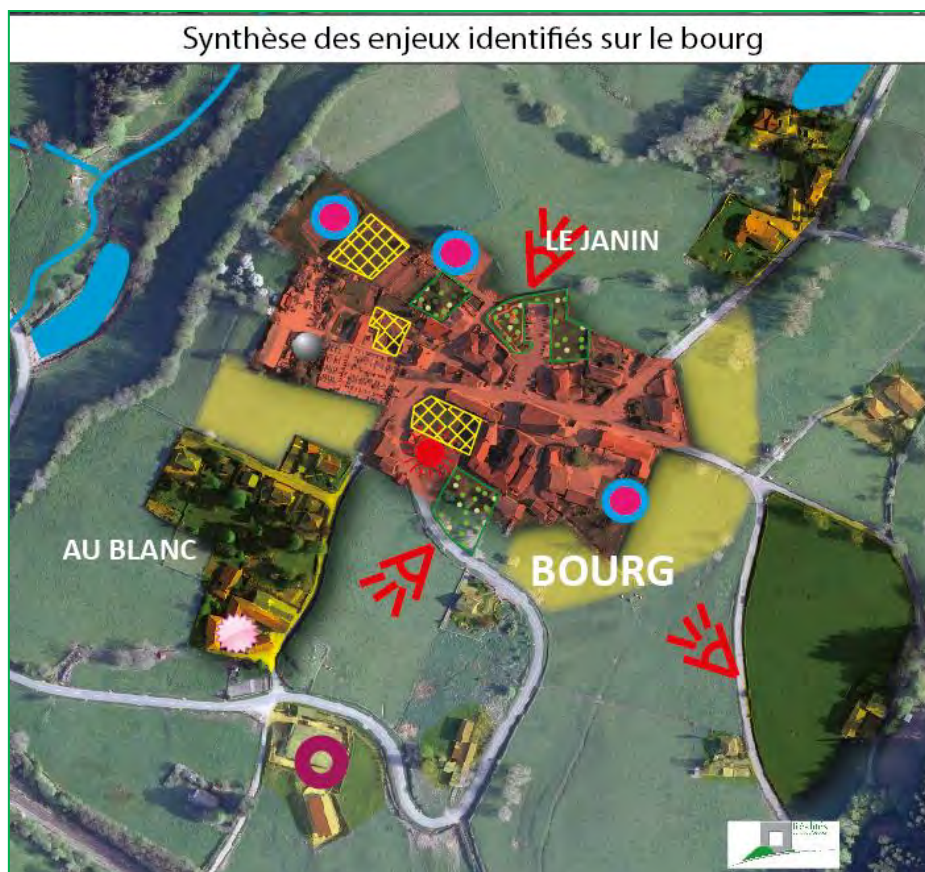 Synthèse des enjeux identifiés sur le bourg
LE JANIN
AU BLANC
BOURG